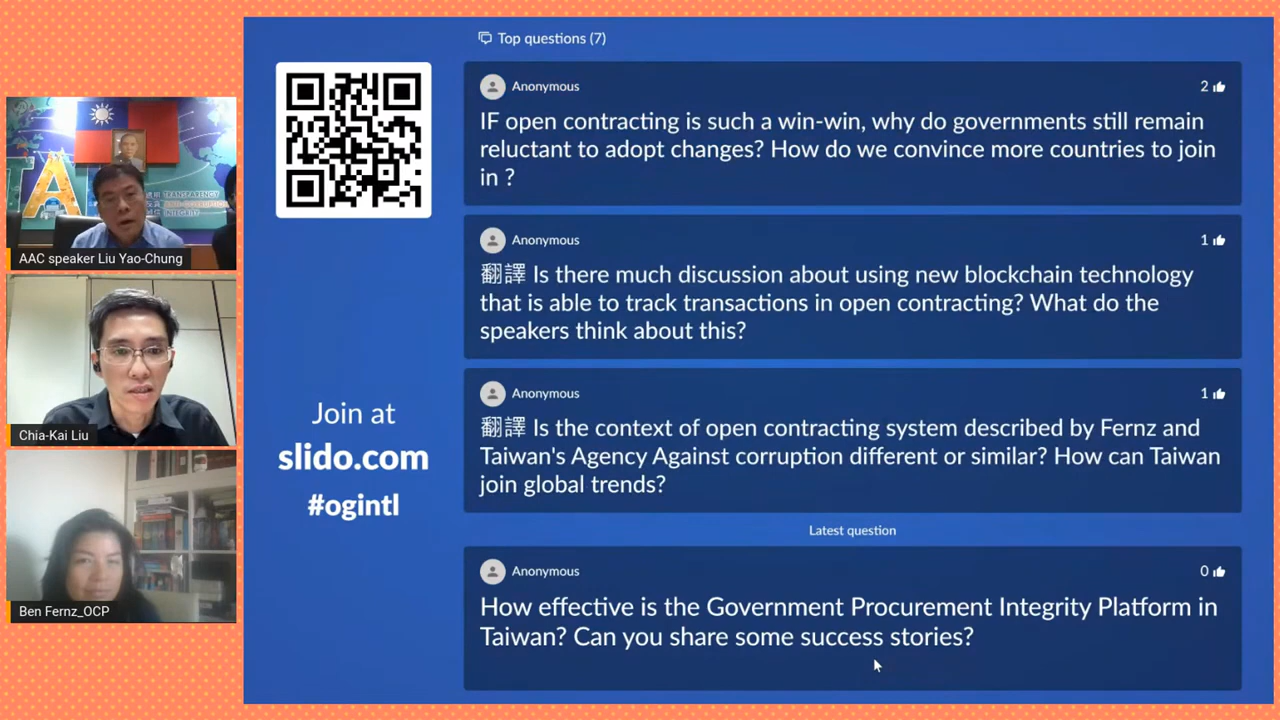 TRANSPARENCY
ANTI-CORRUPTION
INTEGRITY
AAC speaker Liu Yao-Chung
Chia-Kai Liu
Ben Fernz_OCP
Join at
slido.com
#ogintl
Top questions (7)
Anonymous
2
IF open contracting is such a win-win, why do governments still remain
reluctant to adopt changes? How do we convince more countries to join
in ?
Anonymous
1
翻譯 Is there much discussion about using new blockchain technology
that is able to track transactions in open contracting? What do the
speakers think about this?
Anonymous
1
翻譯 Is the context of open contracting system described by Fernz and
Taiwan's Agency Against corruption different or similar? How can Taiwan
join global trends?
Latest question
Anonymous
0
How effective is the Government Procurement Integrity Platform in
Taiwan? Can you share some success stories?